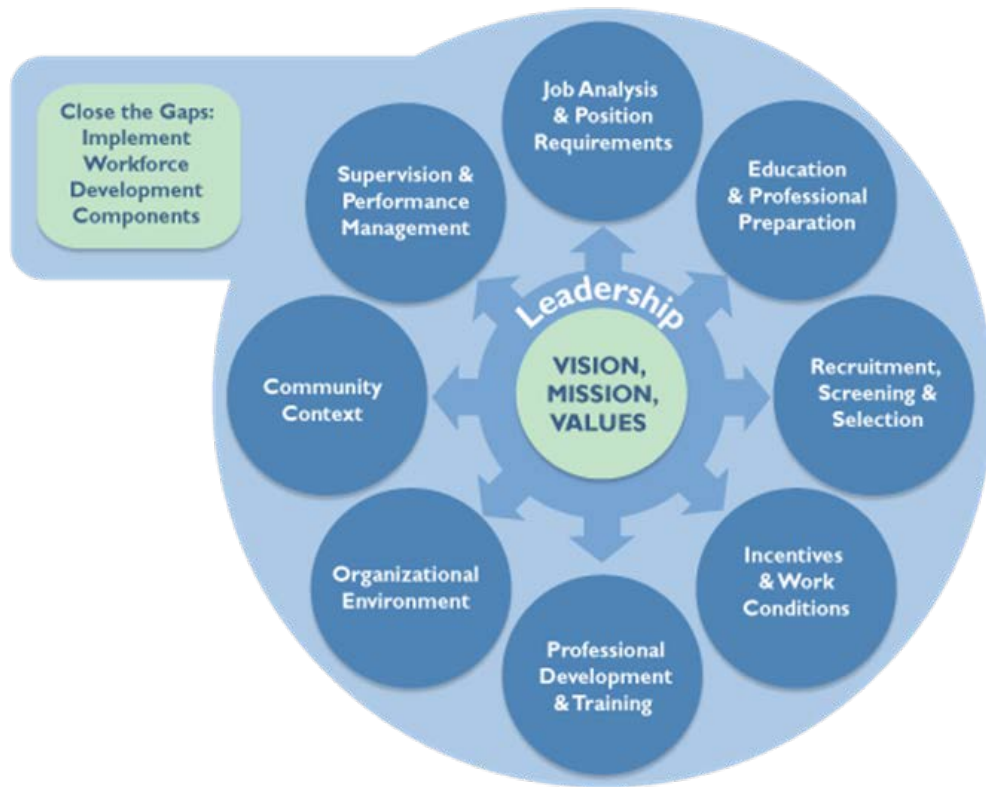 Close the Gaps:
Implement
Workforce
Development
Components
Job Analysis
& Position
Requirements
Education
& Professional
Preparation
Recruitment,
Screening &
Selection
Incentives
& Work
Conditions
Professional
Development
& Training
Organizational
Environment
Community
Context
Supervision &
Performance
Management
Leadership
VISION,
MISSION,
VALUES